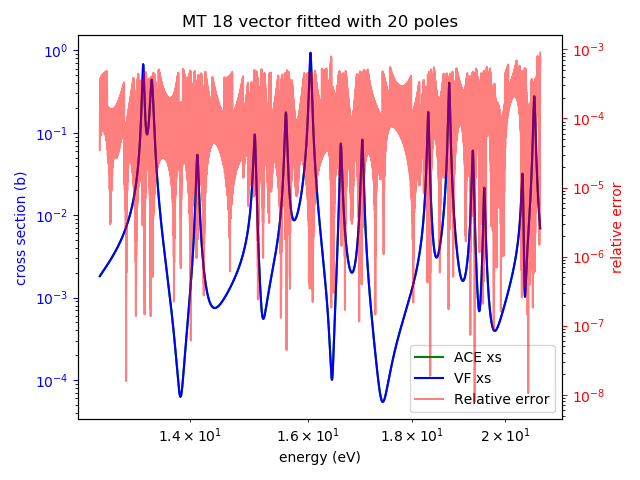 MT 18 vector fitted with 20 poles
10⁰
10⁻¹
10⁻²
10⁻³
10⁻⁴
cross section (b)
10⁻³
10⁻⁴
10⁻⁵
10⁻⁶
10⁻⁷
10⁻⁸
relative error
ACE xs
VF xs
Relative error
1.4 × 10¹
1.6 × 10¹
1.8 × 10¹
2 × 10¹
energy (eV)